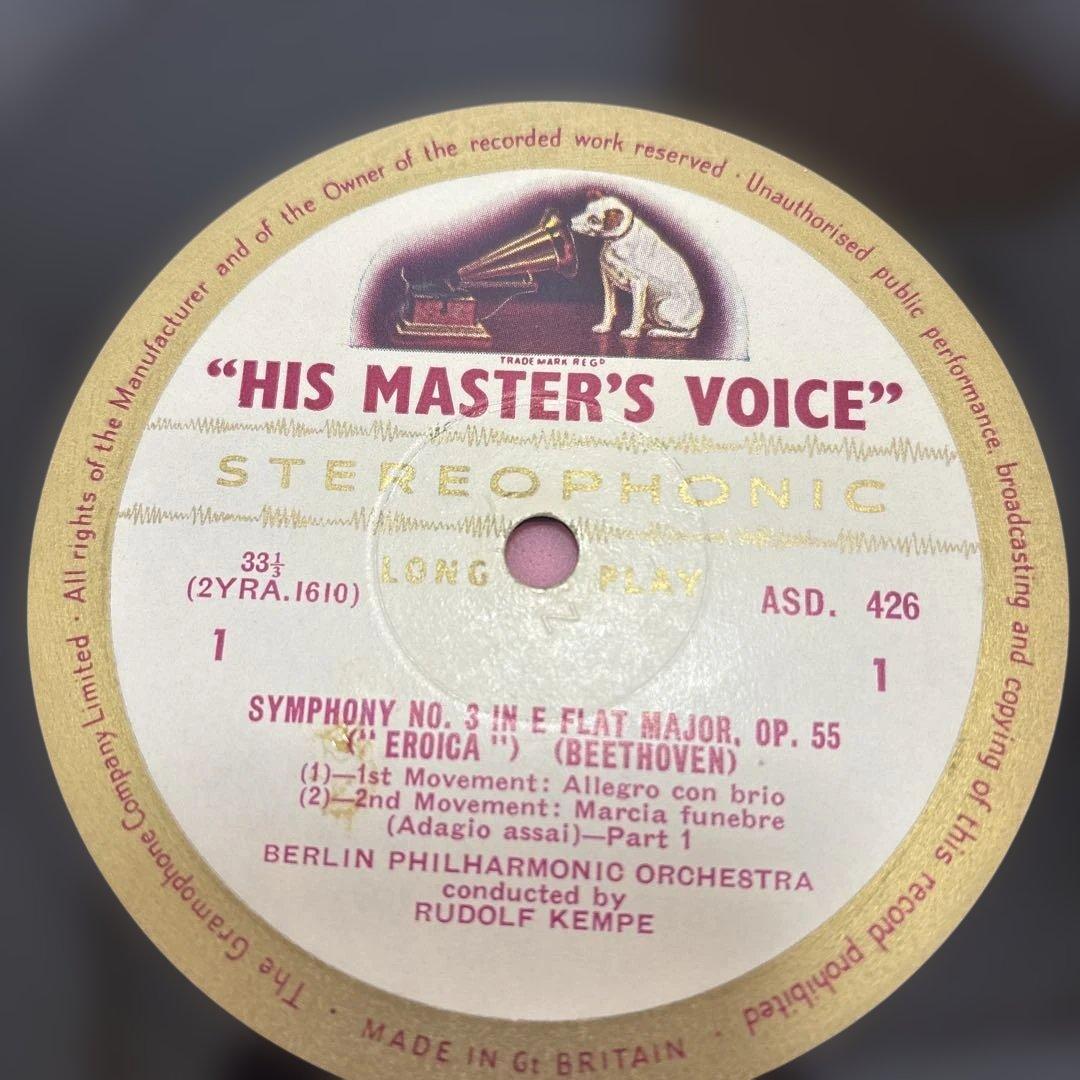 The Gramophone Company Limited · All rights of the Manufacturer and of the Owner of the recorded work reserved · Unauthorised public performance, broadcasting and copying of this record prohibited ·
TRADE MARK REGD
“HIS MASTER'S VOICE”
STEREOPHONIC
LONG PLAY
33⅓
(2YRA.1610)
ASD. 426
1
1
SYMPHONY NO. 3 IN E FLAT MAJOR, OP. 55
(“EROICA”) (BEETHOVEN)
(1)—1st Movement: Allegro con brio
(2)—2nd Movement: Marcia funebre
(Adagio assai)—Part 1
BERLIN PHILHARMONIC ORCHESTRA
conducted by
RUDOLF KEMPE
· MADE IN Gt BRITAIN ·